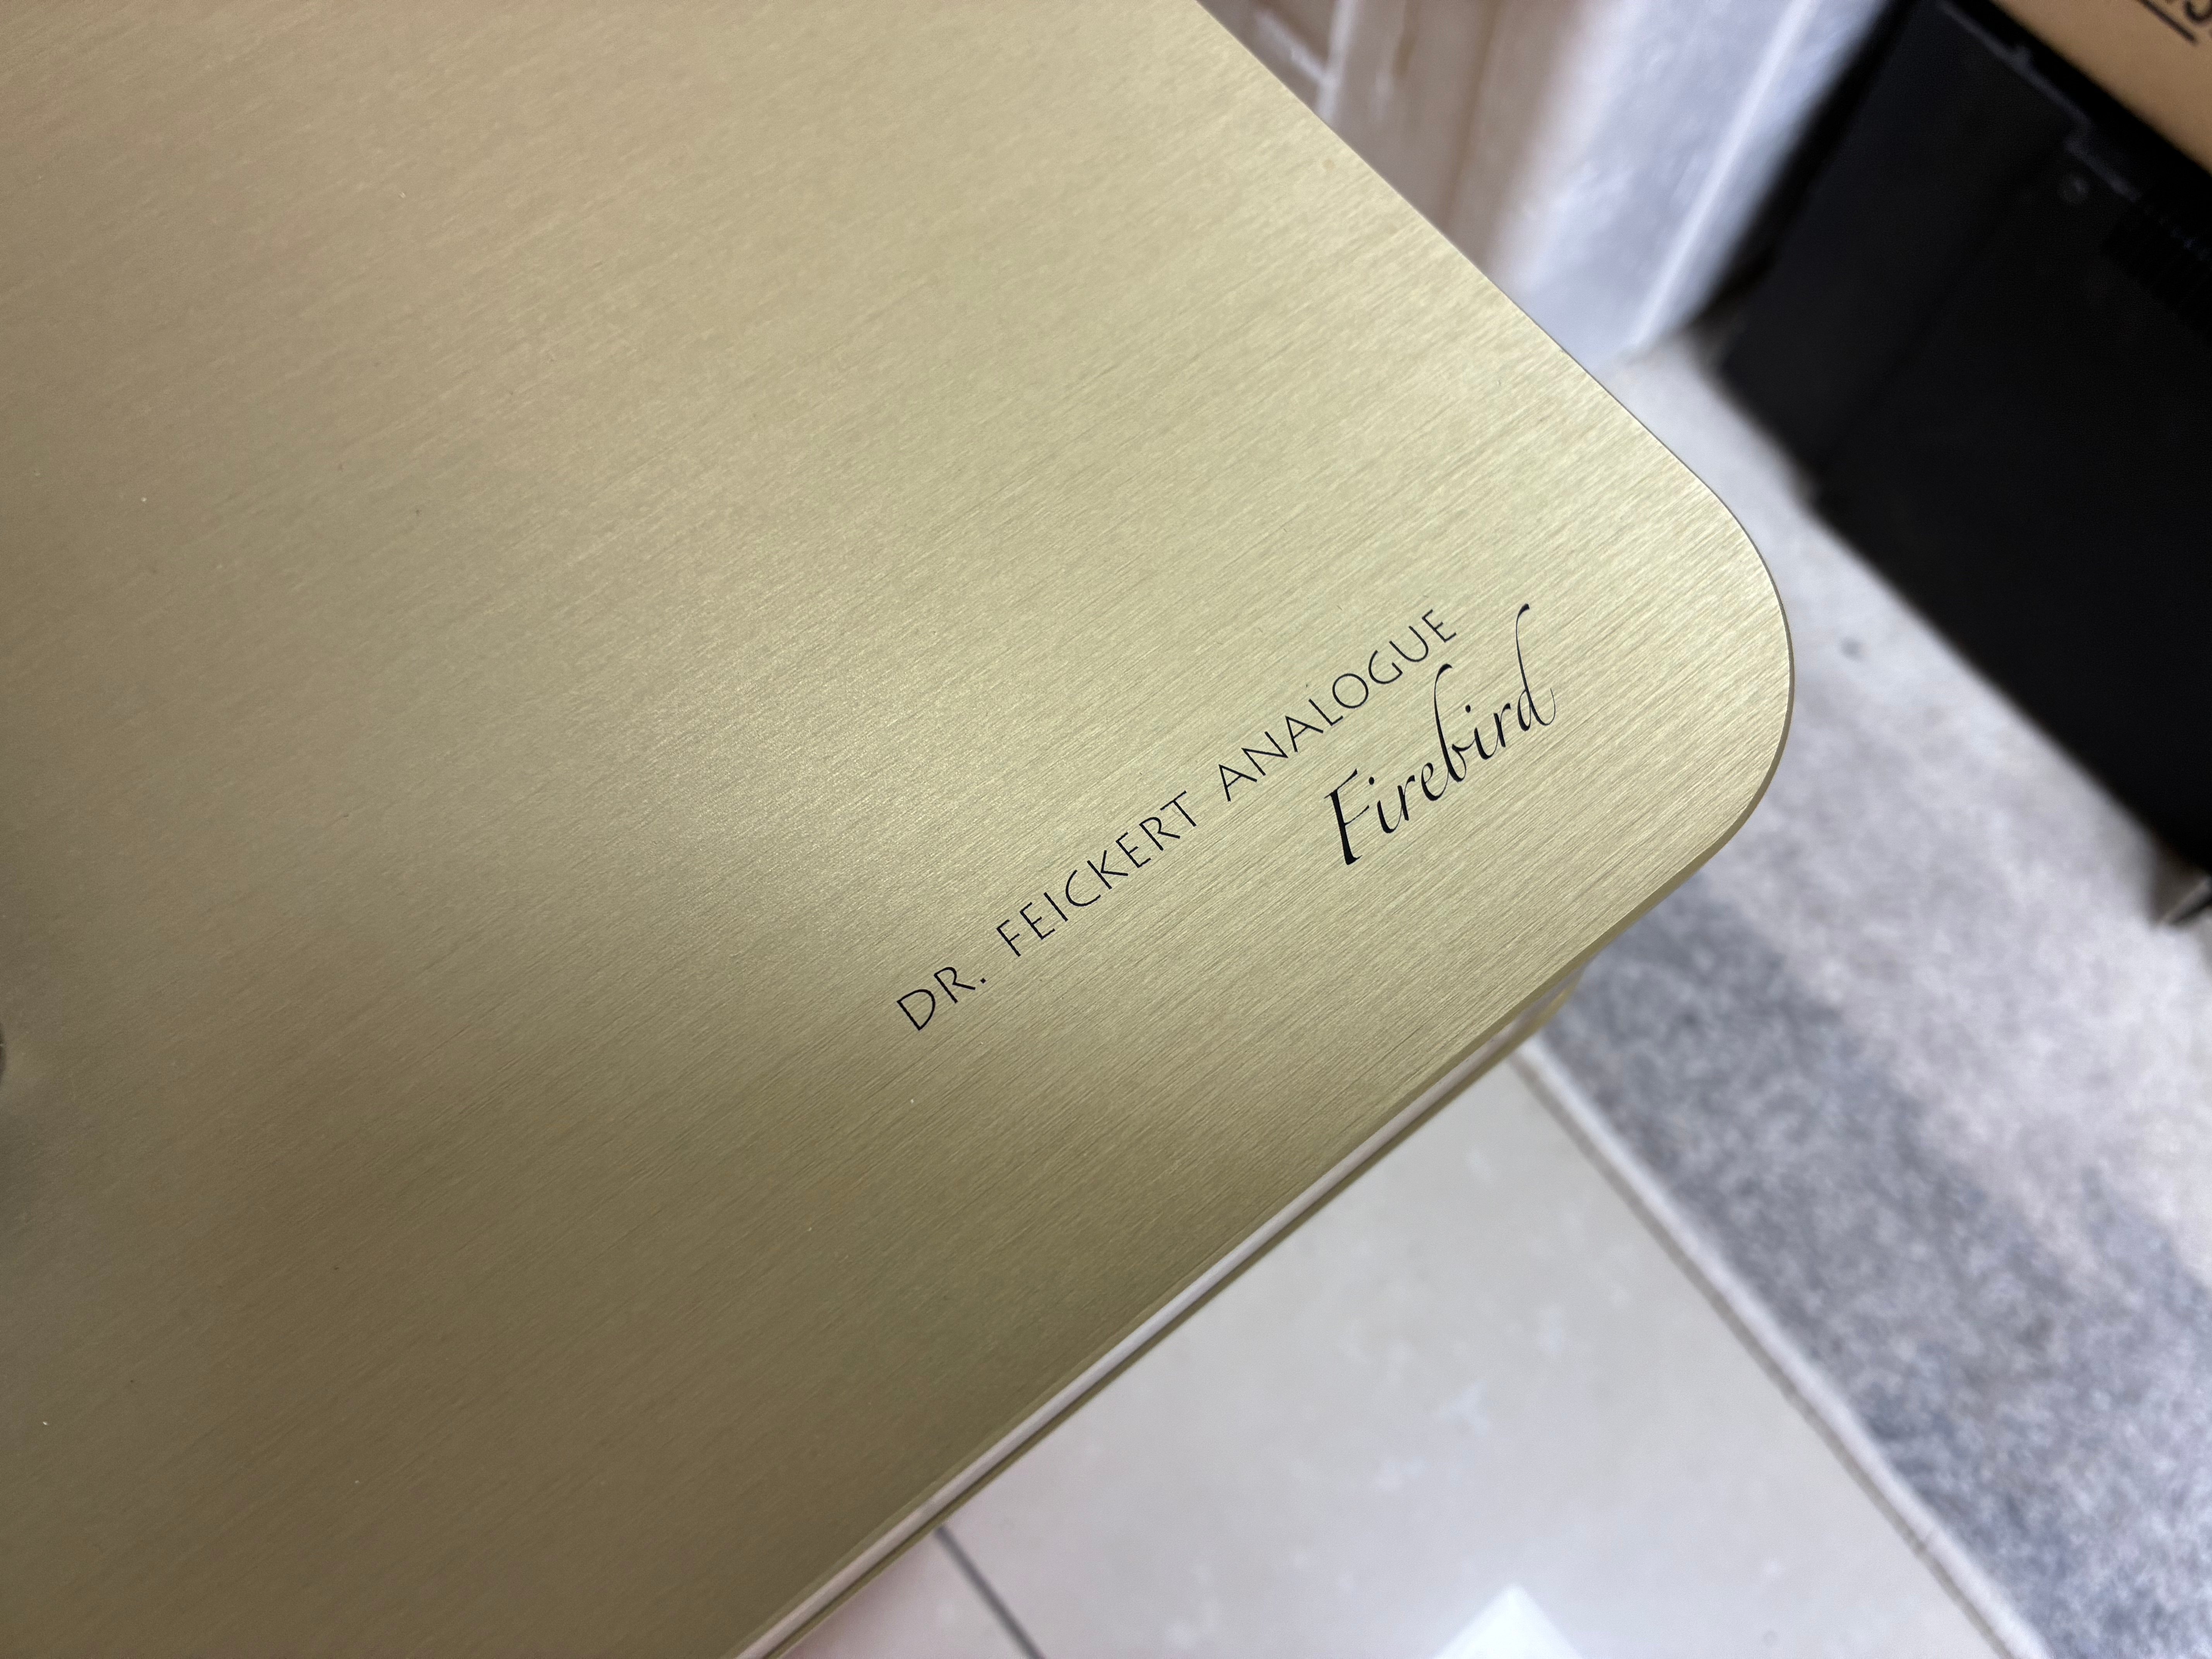 DR. FEICKERT ANALOGUE
Firebird